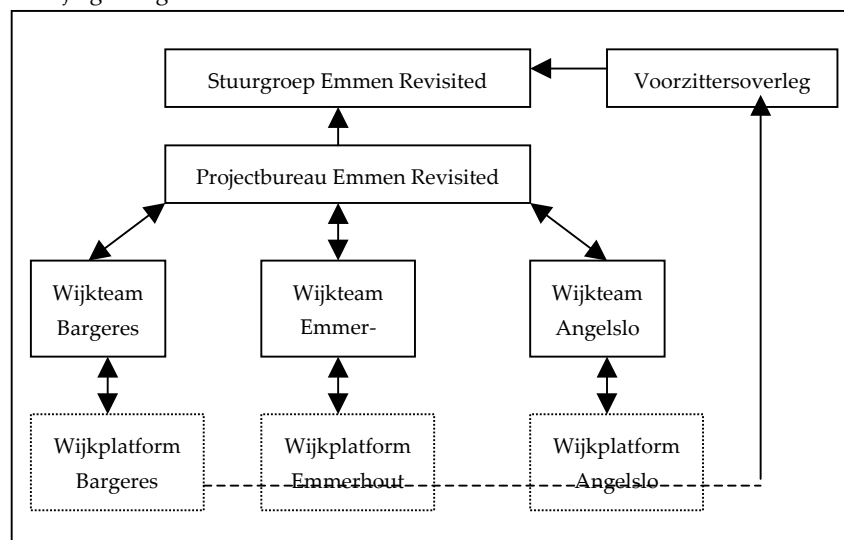 Stuurgroep Emmen Revisited
Voorzittersoverleg
Projectbureau Emmen Revisited
Wijkteam
Bargeres
Wijkteam
Emmer-
Wijkteam
Angelslo
Wijkplatform
Bargeres
Wijkplatform
Emmerhout
Wijkplatform
Angelslo